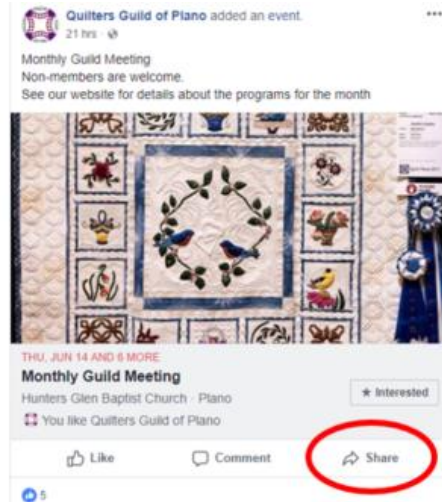 Quilters Guild of Plano added an event.
21 hrs ·
Monthly Guild Meeting
Non-members are welcome.
See our website for details about the programs for the month
THU, JUN 14 AND 6 MORE
Monthly Guild Meeting
Hunters Glen Baptist Church · Plano
★ Interested
You like Quilters Guild of Plano
Like
Comment
Share
5